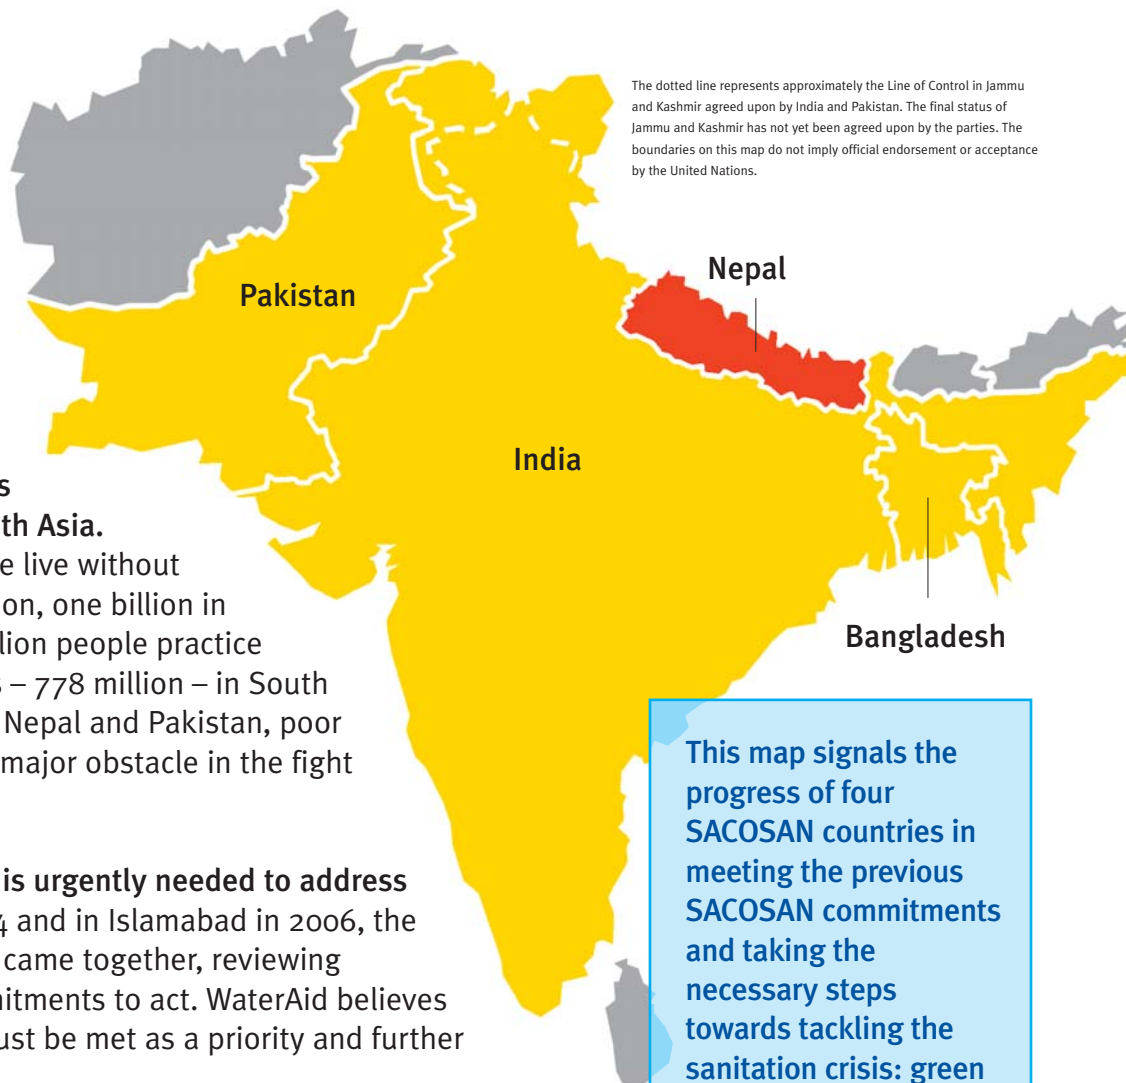 The dotted line represents approximately the Line of Control in Jammu
and Kashmir agreed upon by India and Pakistan. The final status of
Jammu and Kashmir has not yet been agreed upon by the parties. The
boundaries on this map do not imply official endorsement or acceptance
by the United Nations.
Nepal
Pakistan
India
Bangladesh
s
th Asia.
e live without
on, one billion in
lion people practice
s – 778 million – in South
Nepal and Pakistan, poor
major obstacle in the fight
is urgently needed to address
4 and in Islamabad in 2006, the
came together, reviewing
itments to act. WaterAid believes
ust be met as a priority and further
This map signals the
progress of four
SACOSAN countries in
meeting the previous
SACOSAN commitments
and taking the
necessary steps
towards tackling the
sanitation crisis: green